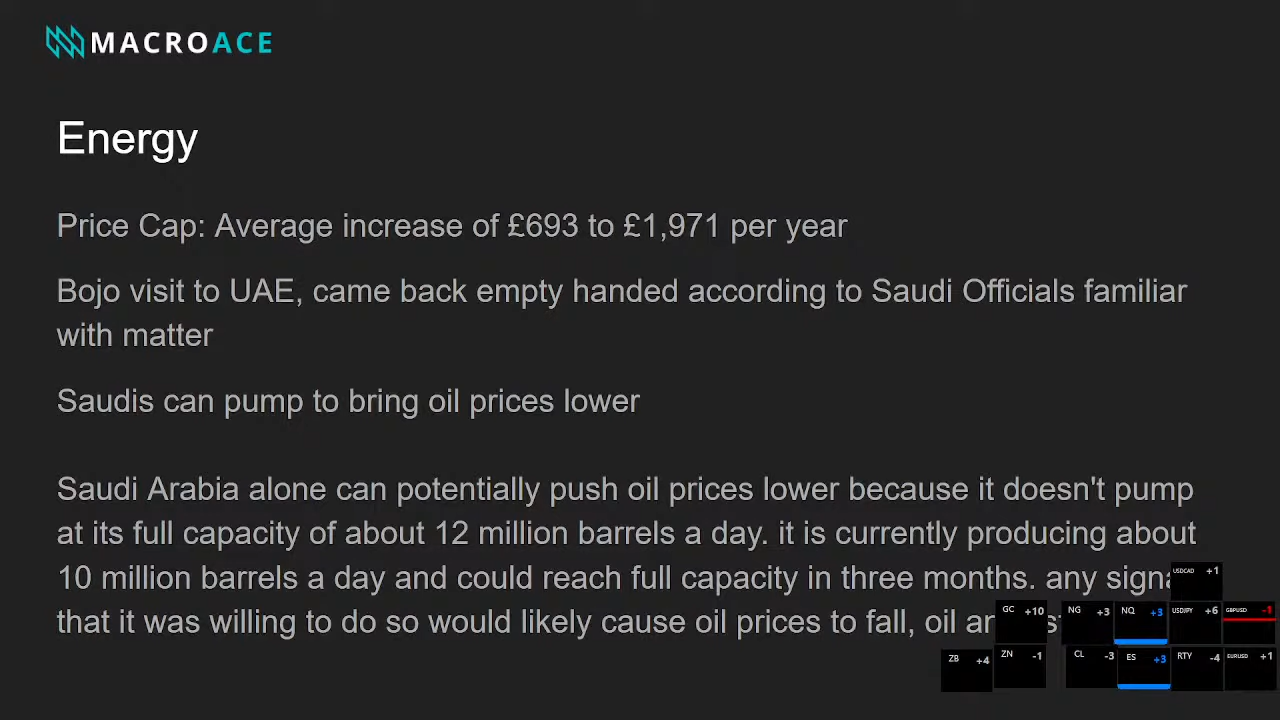 MACROACE
Energy
Price Cap: Average increase of £693 to £1,971 per year
Bojo visit to UAE, came back empty handed according to Saudi Officials familiar
with matter
Saudis can pump to bring oil prices lower
Saudi Arabia alone can potentially push oil prices lower because it doesn't pump
at its full capacity of about 12 million barrels a day. it is currently producing about
10 million barrels a day and could reach full capacity in three months. any
that it was willing to do so would likely cause oil prices to fall, oil
USDCAD +1
GC +10 NG +3 NQ +3 USDJPY +6 GBPUSD -1
ZB +4 ZN -1 CL -3 ES +3 RTY -4 EURUSD +1